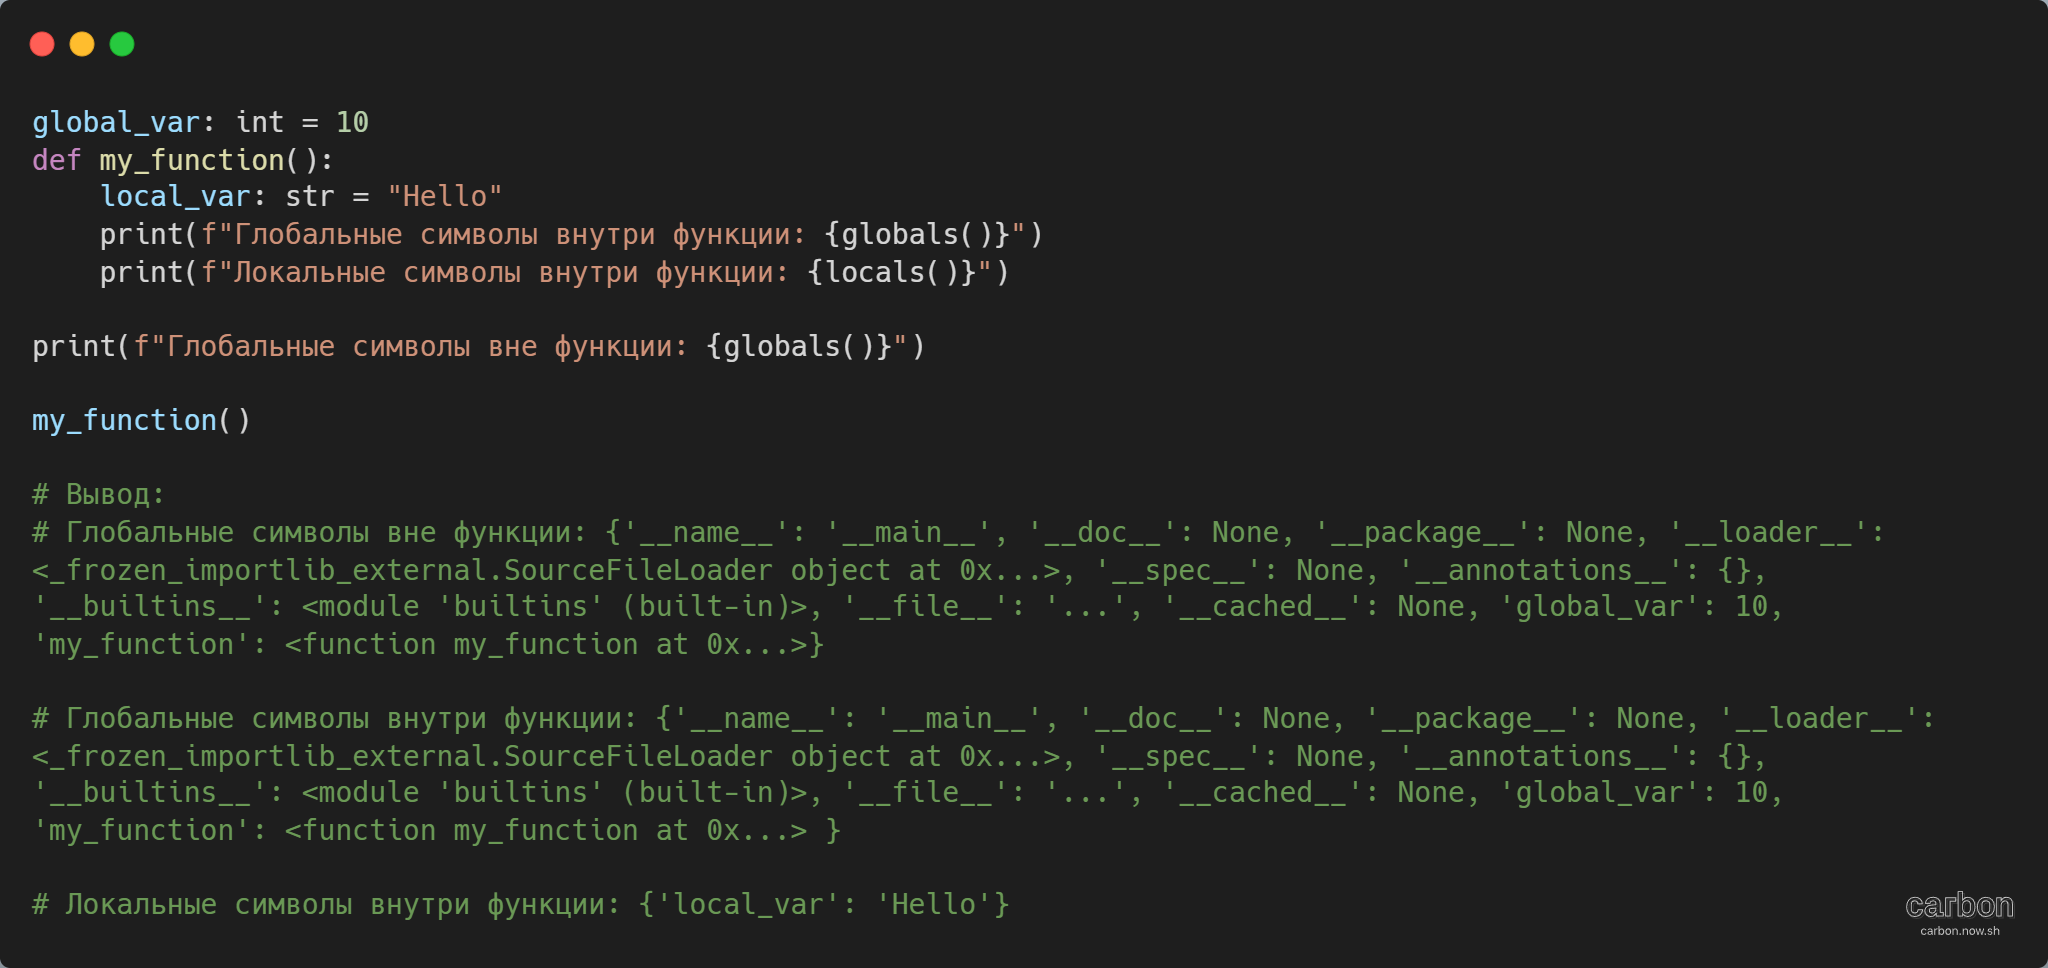 global_var: int = 10
def my_function():
    local_var: str = "Hello"
    print(f"Глобальные символы внутри функции: {globals()}")
    print(f"Локальные символы внутри функции: {locals()}")

print(f"Глобальные символы вне функции: {globals()}")

my_function()

# Вывод:
# Глобальные символы вне функции: {'__name__': '__main__', '__doc__': None, '__package__': None, '__loader__':
<_frozen_importlib_external.SourceFileLoader object at 0x...>, '__spec__': None, '__annotations__': {},
'__builtins__': <module 'builtins' (built-in)>, '__file__': '...', '__cached__': None, 'global_var': 10,
'my_function': <function my_function at 0x...>}

# Глобальные символы внутри функции: {'__name__': '__main__', '__doc__': None, '__package__': None, '__loader__':
<_frozen_importlib_external.SourceFileLoader object at 0x...>, '__spec__': None, '__annotations__': {},
'__builtins__': <module 'builtins' (built-in)>, '__file__': '...', '__cached__': None, 'global_var': 10,
'my_function': <function my_function at 0x...> }

# Локальные символы внутри функции: {'local_var': 'Hello'}
carbon
carbon.now.sh